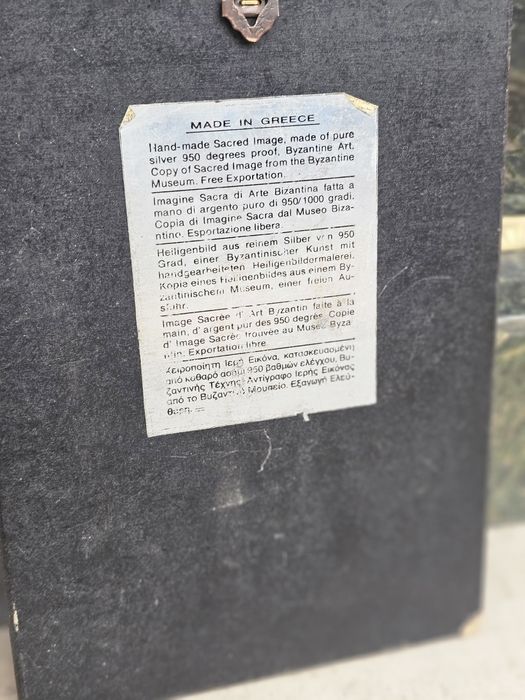 MADE IN GREECE
Hand-made Sacred Image, made of pure
silver 950 degrees proof, Byzantine Art,
Copy of Sacred Image from the Byzantine
Museum. Free Exportation.
Imagine Sacra di Arte Bizantina fatta a
mano di argento puro di 950/1000 gradi.
Copia di Imagine Sacra dal Museo Biza-
ntino. Esportazione libera.
Heiligenbild aus reinem Silber von 950
Grad, einer Byzantinischer Kunst mit
handgearbeiteten Heiligenbildermalerei.
Kopia eines Heiligenbildes aus einem By-
zantinischem Museum, einer freien Au-
sfuhr.
Image Sacrée d' Art Byzantin faite à la
main, d' argent pur des 950 degrés. Copie
d' Image Sacrée trouvée au Musée Byza-
ntin. Exportation libre.
Χειροποίητη Ιερή Εικόνα, κατασκευασμένη
από καθαρό ασήμι 950 βαθμών ελέγχου, Βυ-
ζαντινής Τέχνης. Αντίγραφο Ιερής Εικόνας
από το Βυζαντινό Μουσείο. Εξαγωγή Ελεύ-
θερη.